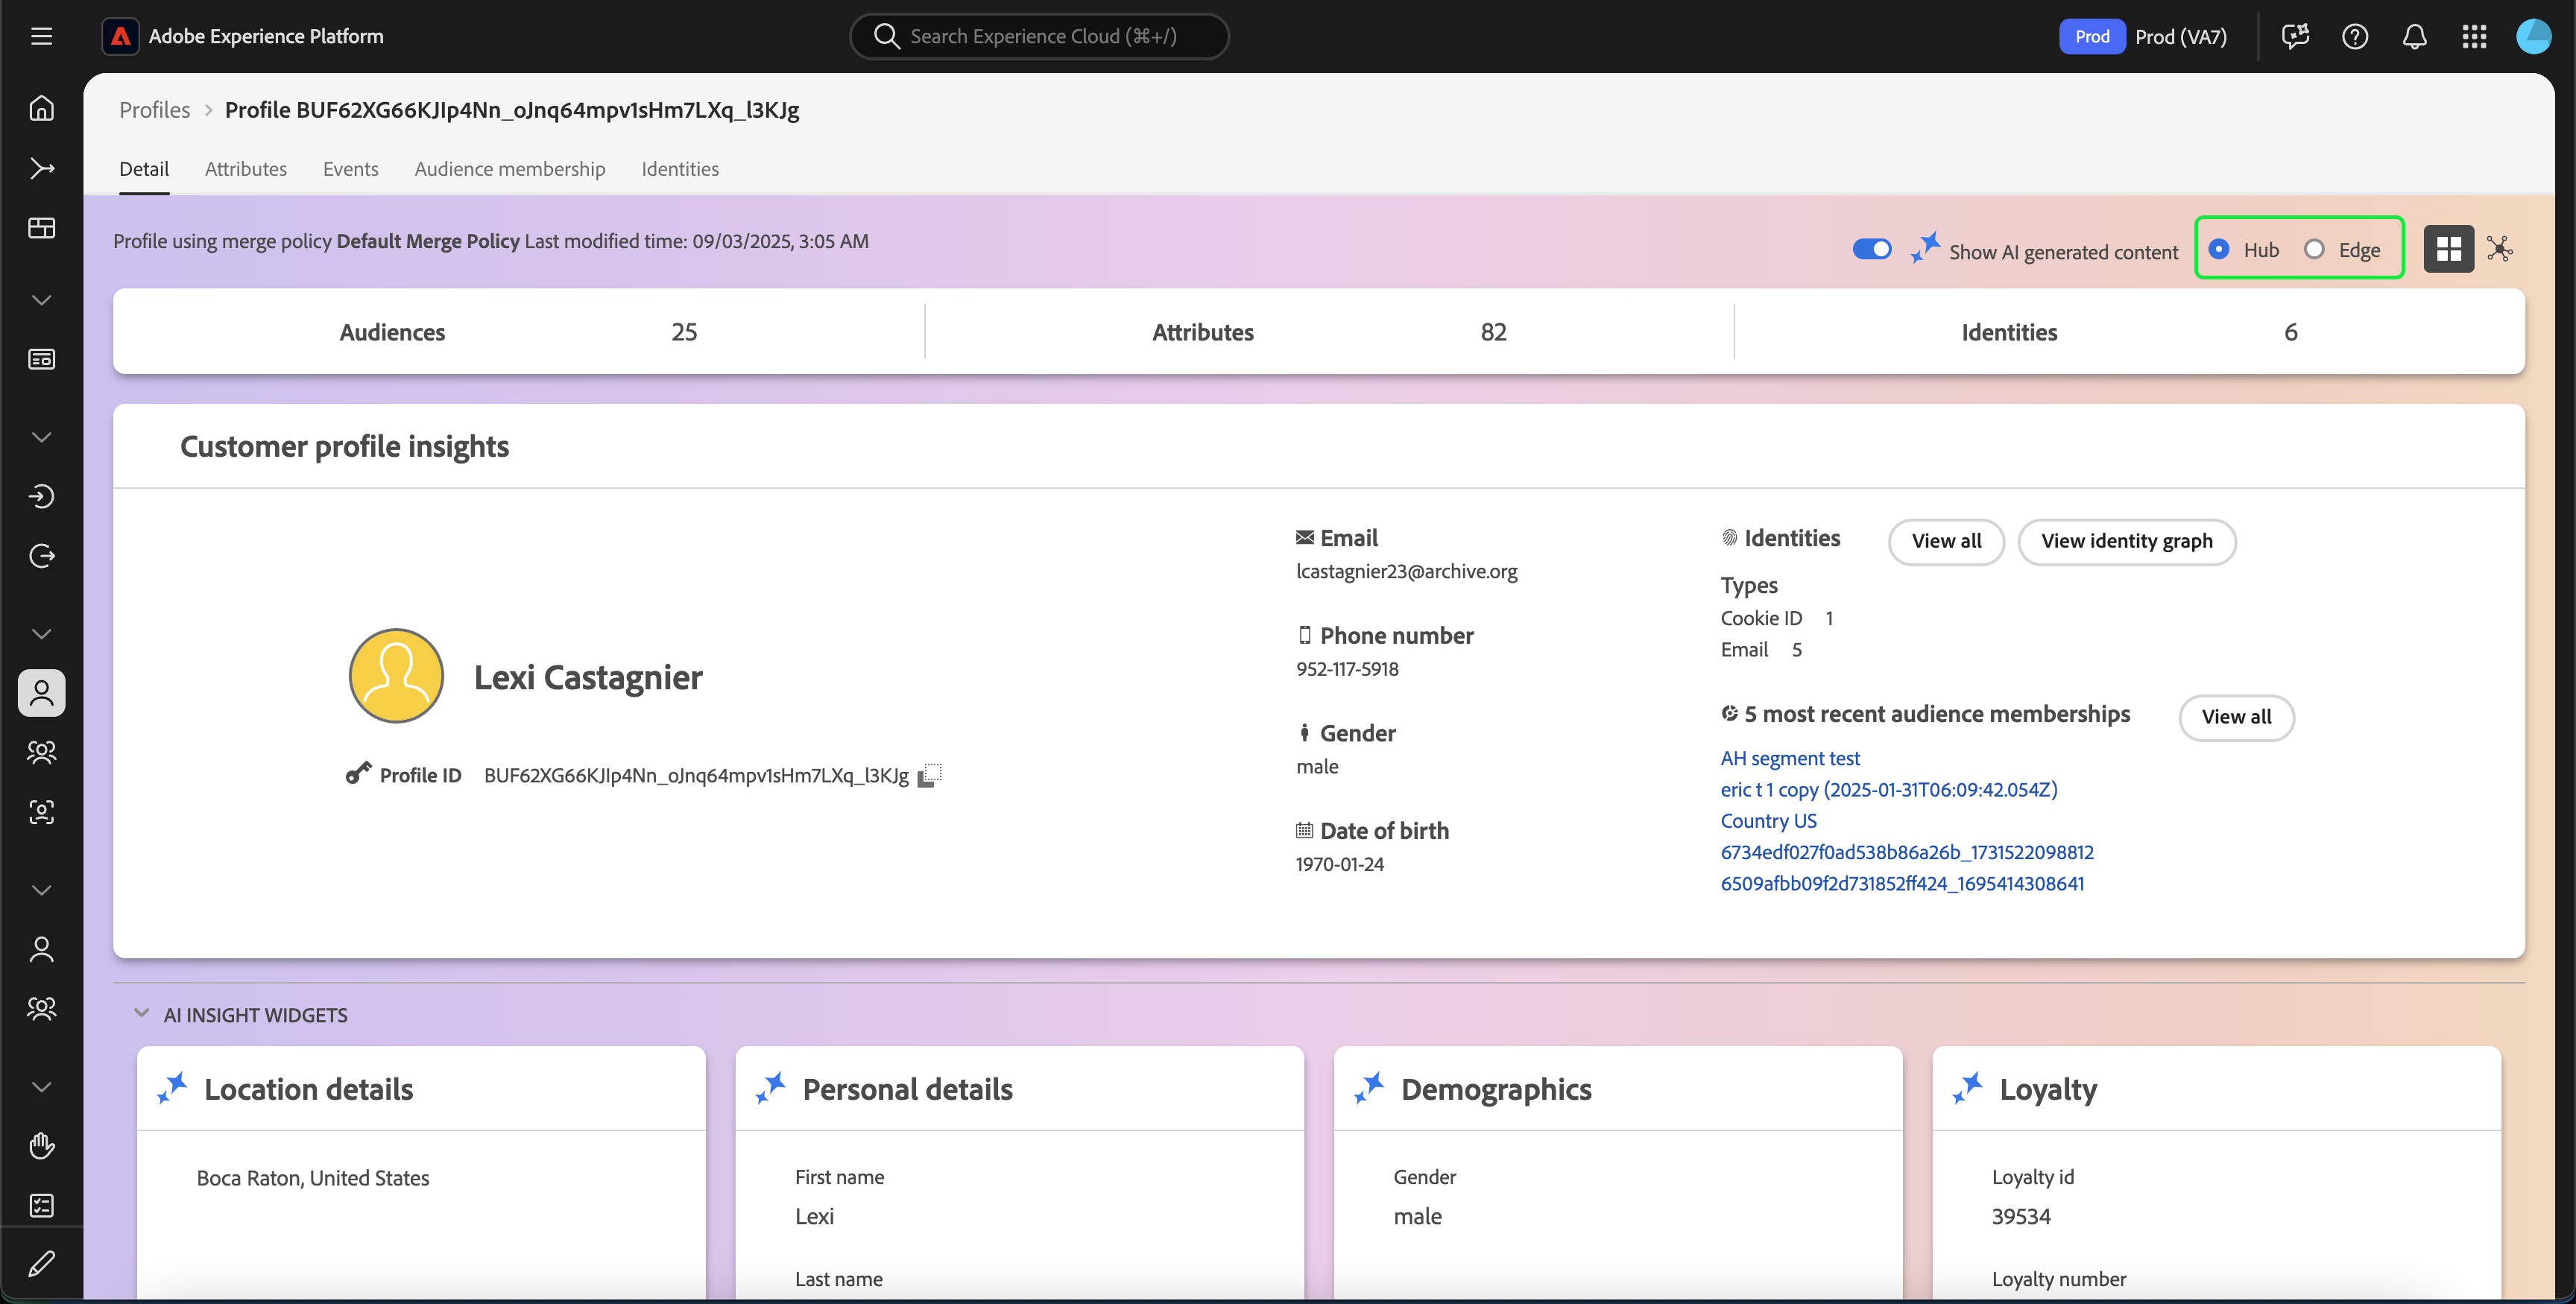 Adobe Experience Platform
Search Experience Cloud (⌘+/)
Prod
Prod (VA7)
Profiles
Profile BUF62XG66KJIp4Nn_oJnq64mpv1sHm7LXq_l3KJg
Detail
Attributes
Events
Audience membership
Identities
Profile using merge policy Default Merge Policy Last modified time: 09/03/2025, 3:05 AM
Show AI generated content
Hub
Edge
Audiences 25
Attributes 82
Identities 6
Customer profile insights
Lexi Castagnier
Profile ID BUF62XG66KJIp4Nn_oJnq64mpv1sHm7LXq_l3KJg
Email
lcastagnier23@archive.org
Phone number
952-117-5918
Gender
male
Date of birth
1970-01-24
Identities
View all
View identity graph
Types
Cookie ID 1
Email 5
5 most recent audience memberships
View all
AH segment test
eric t 1 copy (2025-01-31T06:09:42.054Z)
Country US
6734edf027f0ad538b86a26b_1731522098812
6509afbb09f2d731852ff424_1695414308641
AI INSIGHT WIDGETS
Location details
Boca Raton, United States
Personal details
First name
Lexi
Last name
Demographics
Gender
male
Loyalty
Loyalty id
39534
Loyalty number